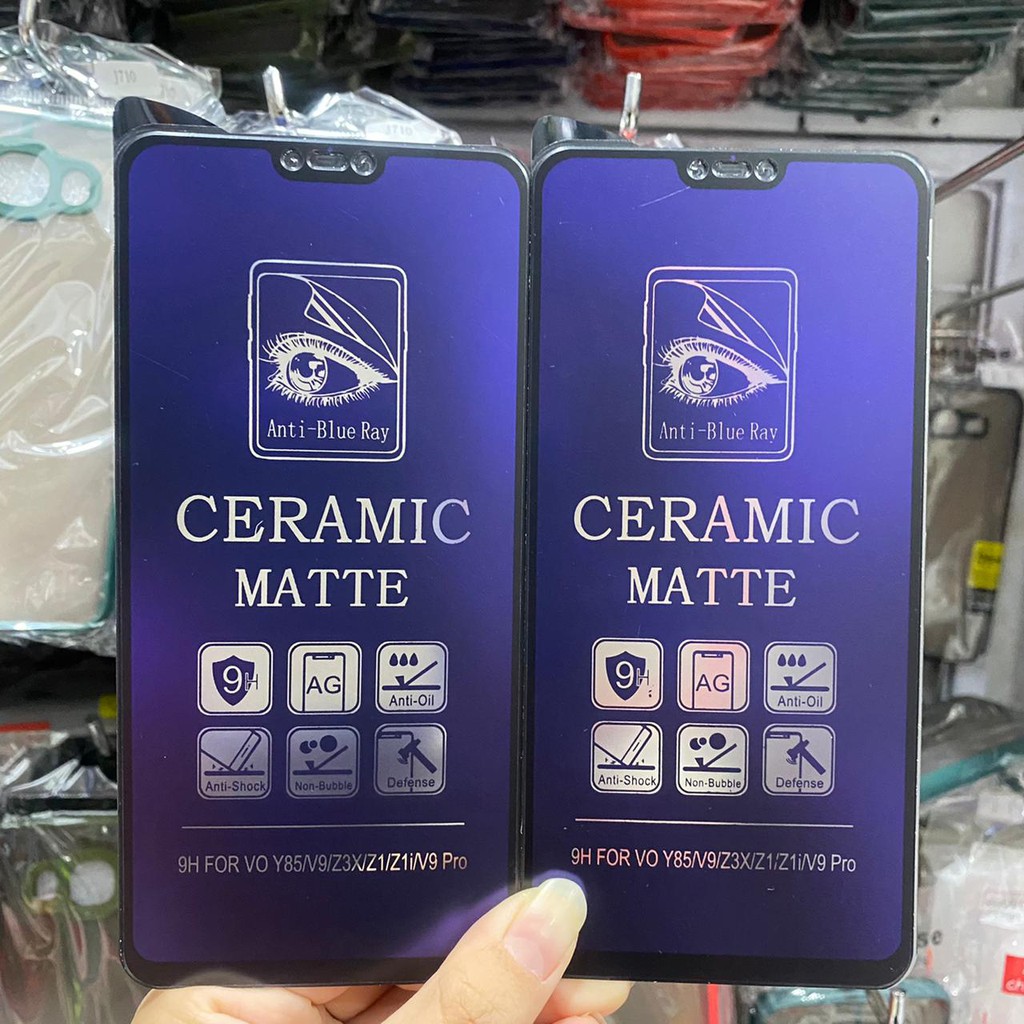 J710
J710
Anti-Blue Ray
CERAMIC
MATTE
9H
AG
Anti-Oil
Anti-Shock
Non-Bubble
Defense
9H FOR VO Y85/V9/Z3X/Z1/Z1i/V9 Pro
Anti-Blue Ray
CERAMIC
MATTE
9H
AG
Anti-Oil
Anti-Shock
Non-Bubble
Defense
9H FOR VO Y85/V9/Z3X/Z1/Z1i/V9 Pro